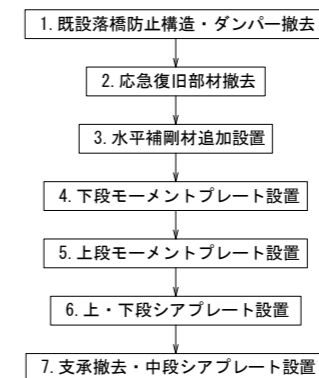 1. 既設落橋防止構造・ダンパー撤去
2. 応急復旧部材撤去
3. 水平補剛材追加設置
4. 下段モーメントプレート設置
5. 上段モーメントプレート設置
6. 上・下段シアプレート設置
7. 支承撤去・中段シアプレート設置